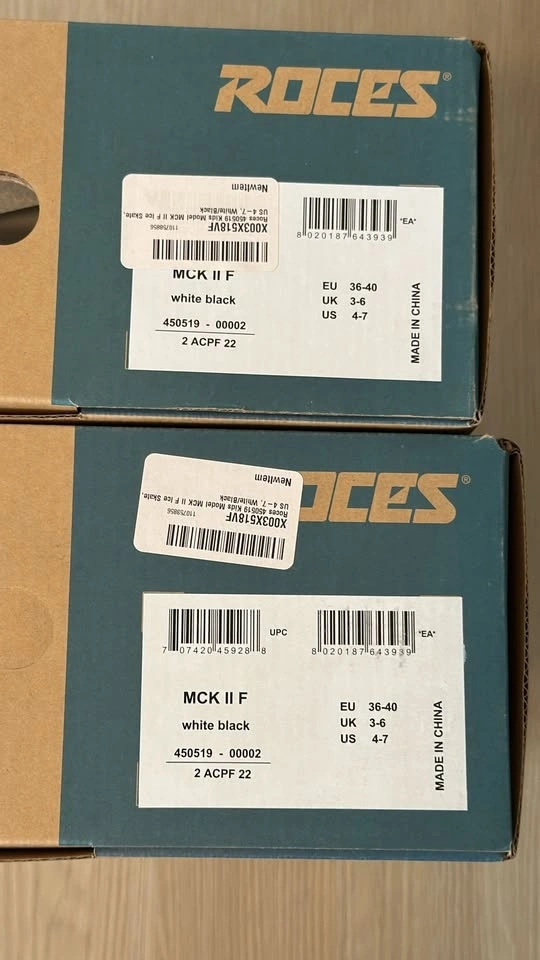 ROCES®
X003X518VF
110758856
Roces 450519 Kids Model MCK II F Ice Skate,
US 4-7, White/Black
NewItem
8 020187 643939
"EA"
MCK II F
white black
450519 - 00002
2 ACPF 22
EU 36-40
UK 3-6
US 4-7
MADE IN CHINA
OCES®
X003X518VF
110758856
Roces 450519 Kids Model MCK II F Ice Skate,
US 4-7, White/Black
NewItem
7 07420 45928 8
UPC
8 020187 643939
"EA"
MCK II F
white black
450519 - 00002
2 ACPF 22
EU 36-40
UK 3-6
US 4-7
MADE IN CHINA